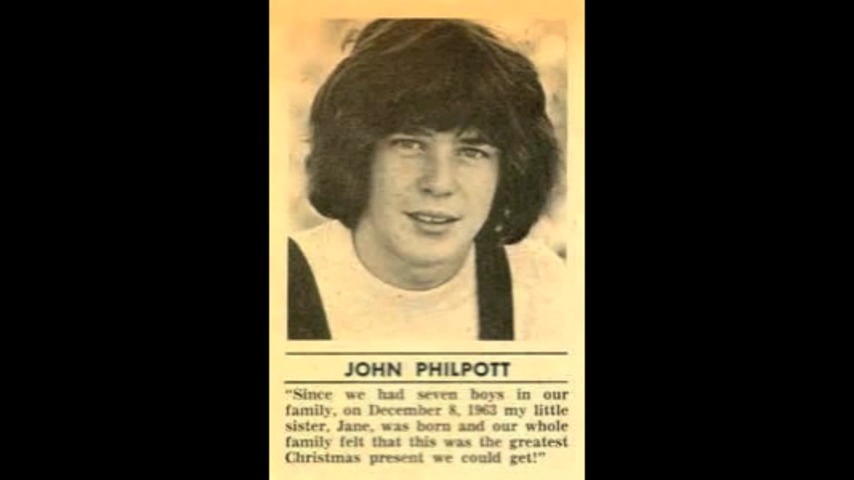 JOHN PHILPOTT
"Since we had seven boys in our
family, on December 8, 1963 my little
sister, Jane, was born and our whole
family felt that this was the greatest
Christmas present we could get!"